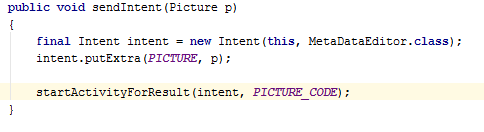 public void sendIntent(Picture p)
{
    final Intent intent = new Intent(this, MetaDataEditor.class);
    intent.putExtra(PICTURE, p);
    startActivityForResult(intent, PICTURE_CODE);
}